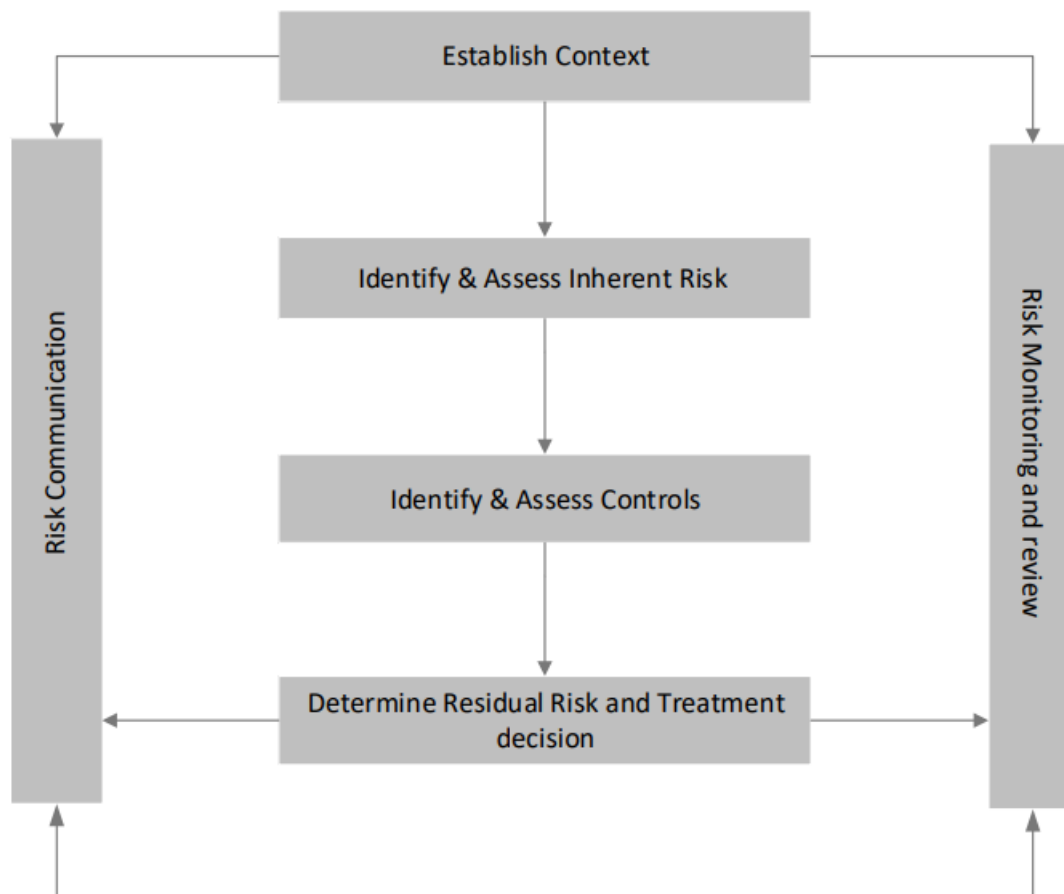 Establish Context
Risk Communication
Identify & Assess Inherent Risk
Risk Monitoring and review
Identify & Assess Controls
Determine Residual Risk and Treatment
decision